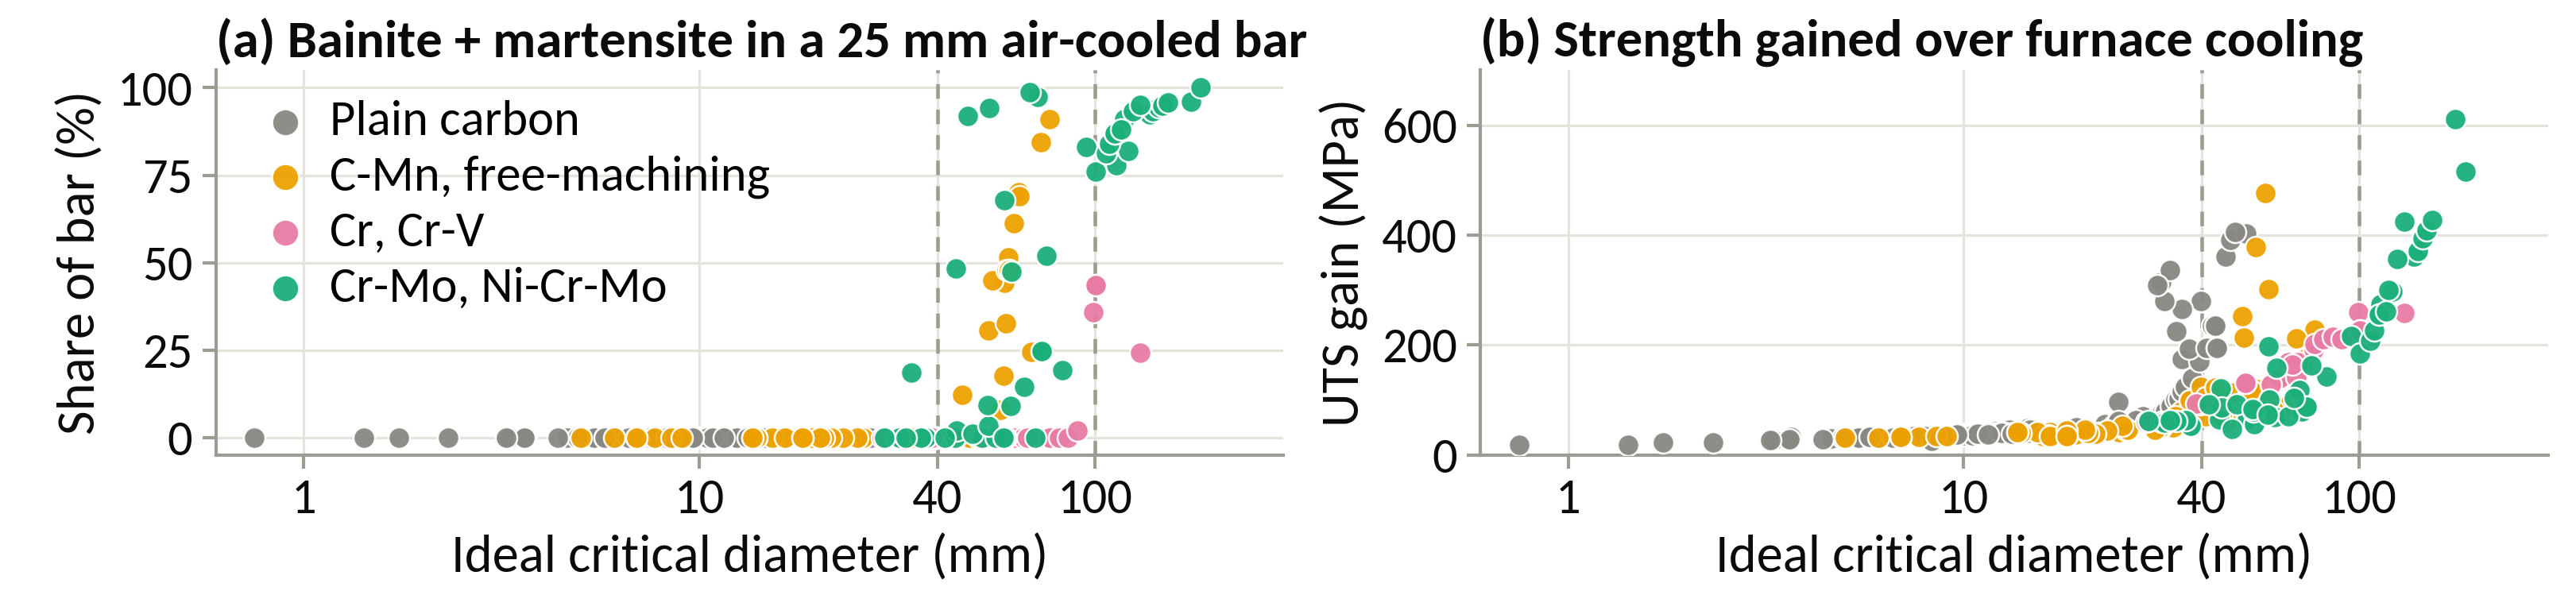 (a) Bainite + martensite in a 25 mm air-cooled bar
Share of bar (%)
100
75
50
25
0
Plain carbon
C-Mn, free-machining
Cr, Cr-V
Cr-Mo, Ni-Cr-Mo
1
10
40
100
Ideal critical diameter (mm)
(b) Strength gained over furnace cooling
UTS gain (MPa)
600
400
200
0
1
10
40
100
Ideal critical diameter (mm)